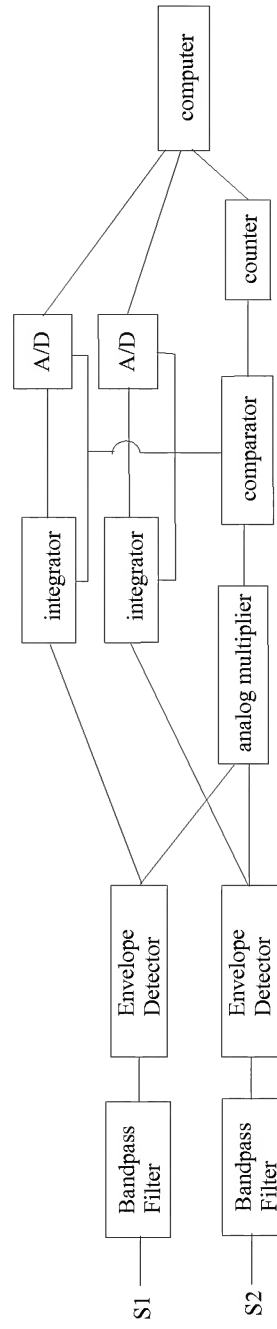 S1
Bandpass
Filter
Envelope
Detector
integrator
A/D
computer
integrator
A/D
S2
Bandpass
Filter
Envelope
Detector
analog multiplier
comparator
counter